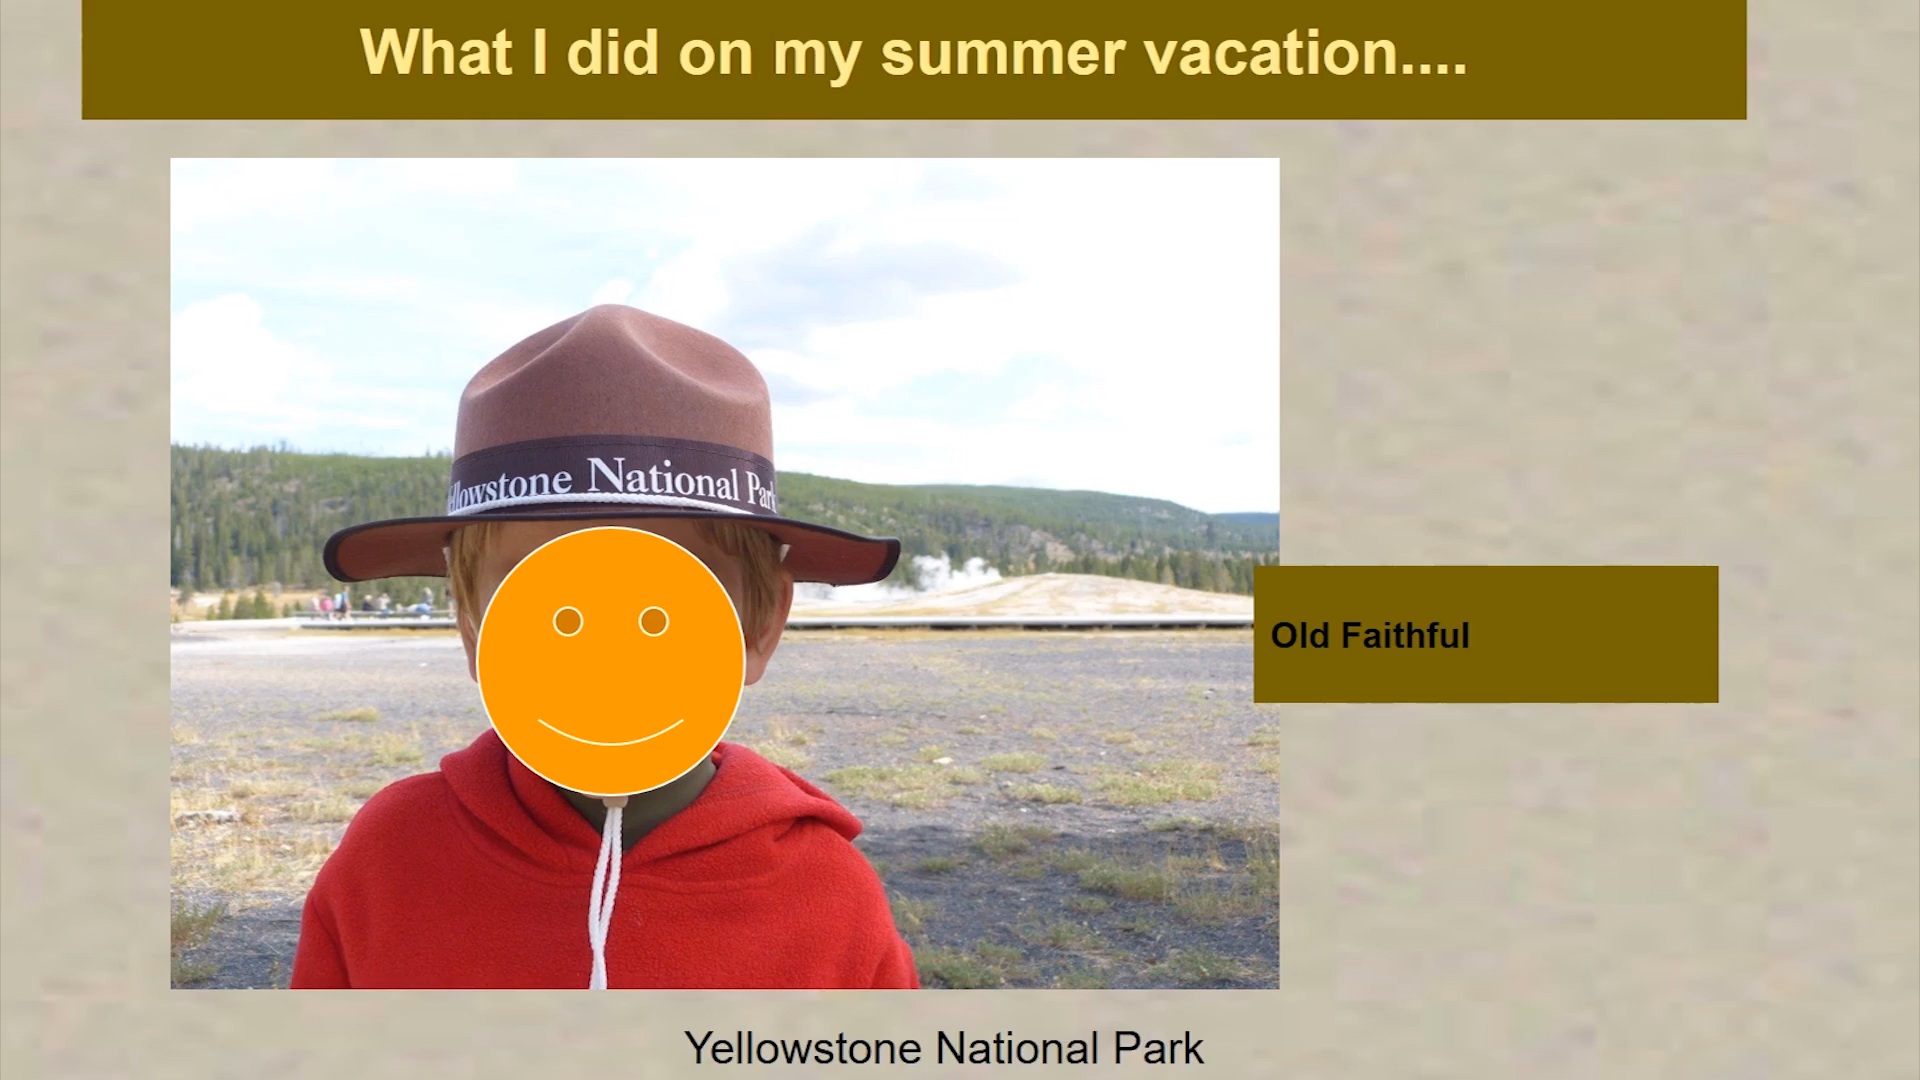 What I did on my summer vacation....
llowstone National Park
Old Faithful
Yellowstone National Park